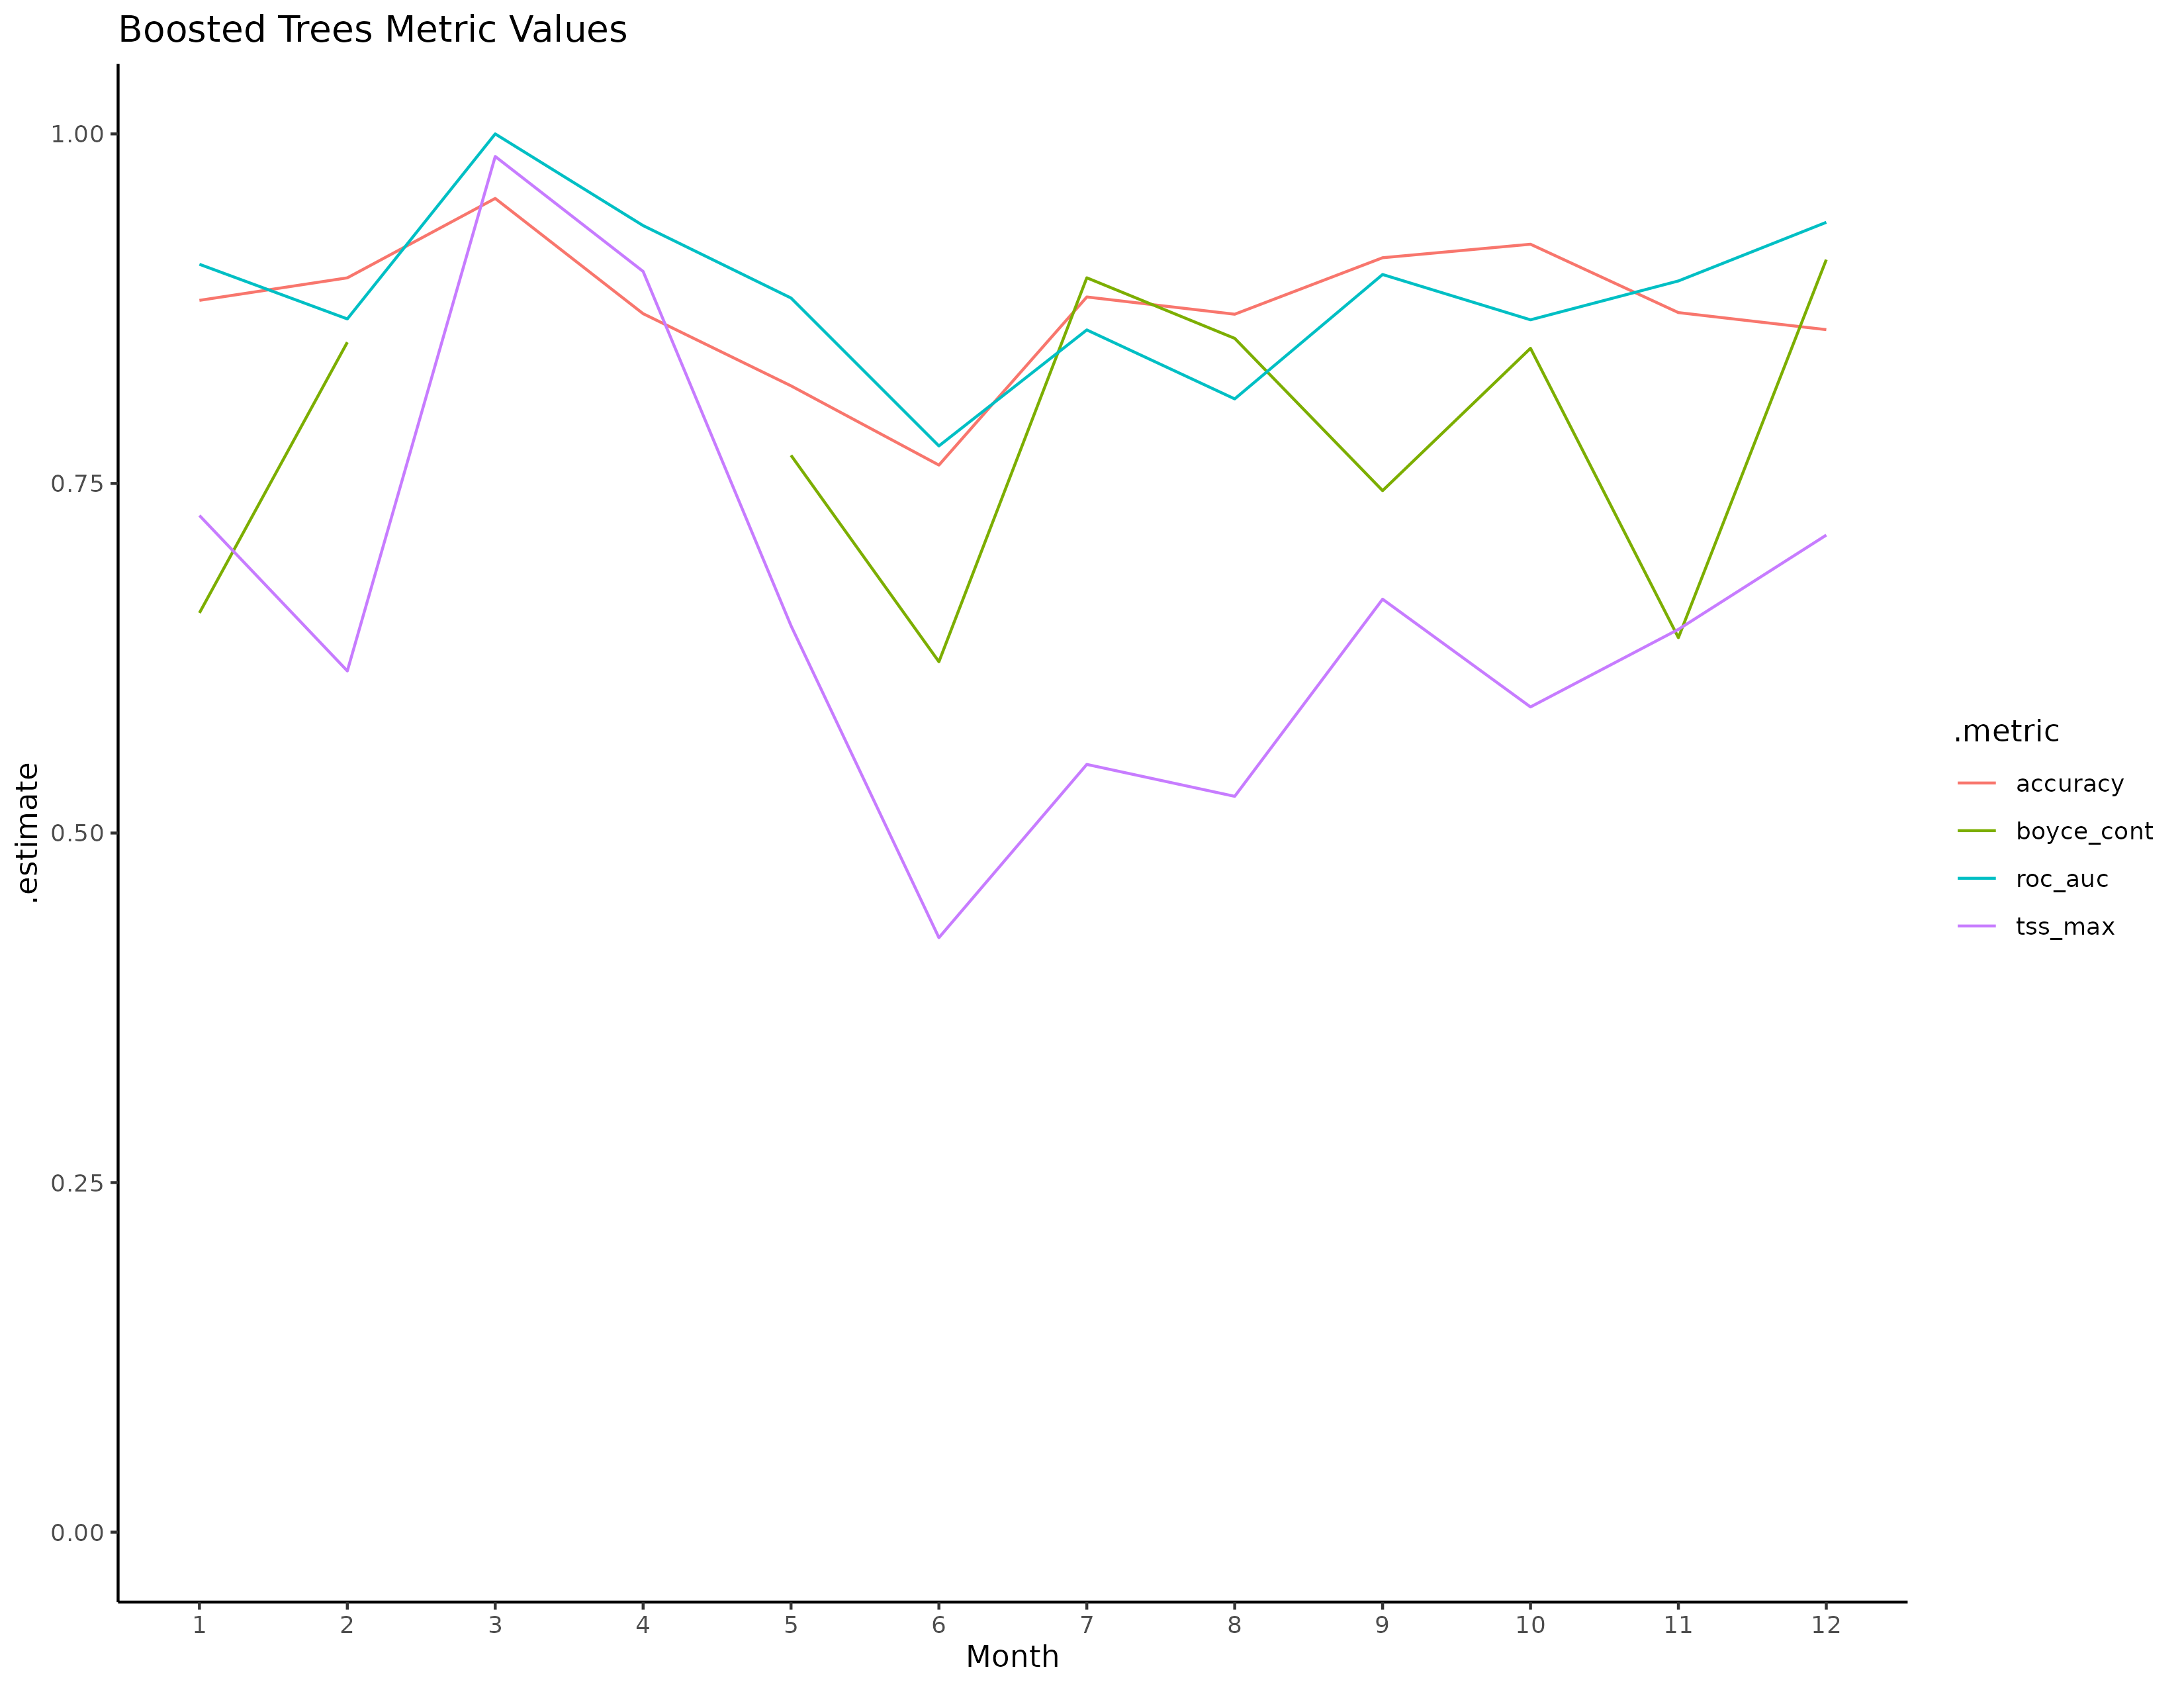 Boosted Trees Metric Values
1.00
0.75
0.50
0.25
0.00
.estimate
1 2 3 4 5 6 7 8 9 10 11 12
Month
.metric
accuracy
boyce_cont
roc_auc
tss_max